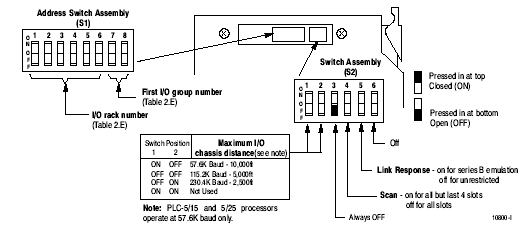 Address Switch Assembly
(S1)
1 2 3 4 5 6 7 8
O
N
O
F
F
First I/O group number
(Table 2.E)
I/O rack number
(Table 2.E)
Switch Assembly
(S2)
1 2 3 4 5 6
O
N
O
F
F
Pressed in at top
Closed (ON)
Pressed in at bottom
Open (OFF)
Off
Link Response - on for series B emulation
off for unrestricted
Scan - on for all but last 4 slots
off for all slots
Always OFF
Switch Position Maximum I/O
1 2 chassis distance(see note)
ON OFF 57.6K Baud - 10,000ft
OFF OFF 115.2K Baud - 5,000ft
OFF ON 230.4K Baud - 2,500ft
ON ON Not Used
Note: PLC-5/15 and 5/25 processors
operate at 57.6K baud only.
10800-I